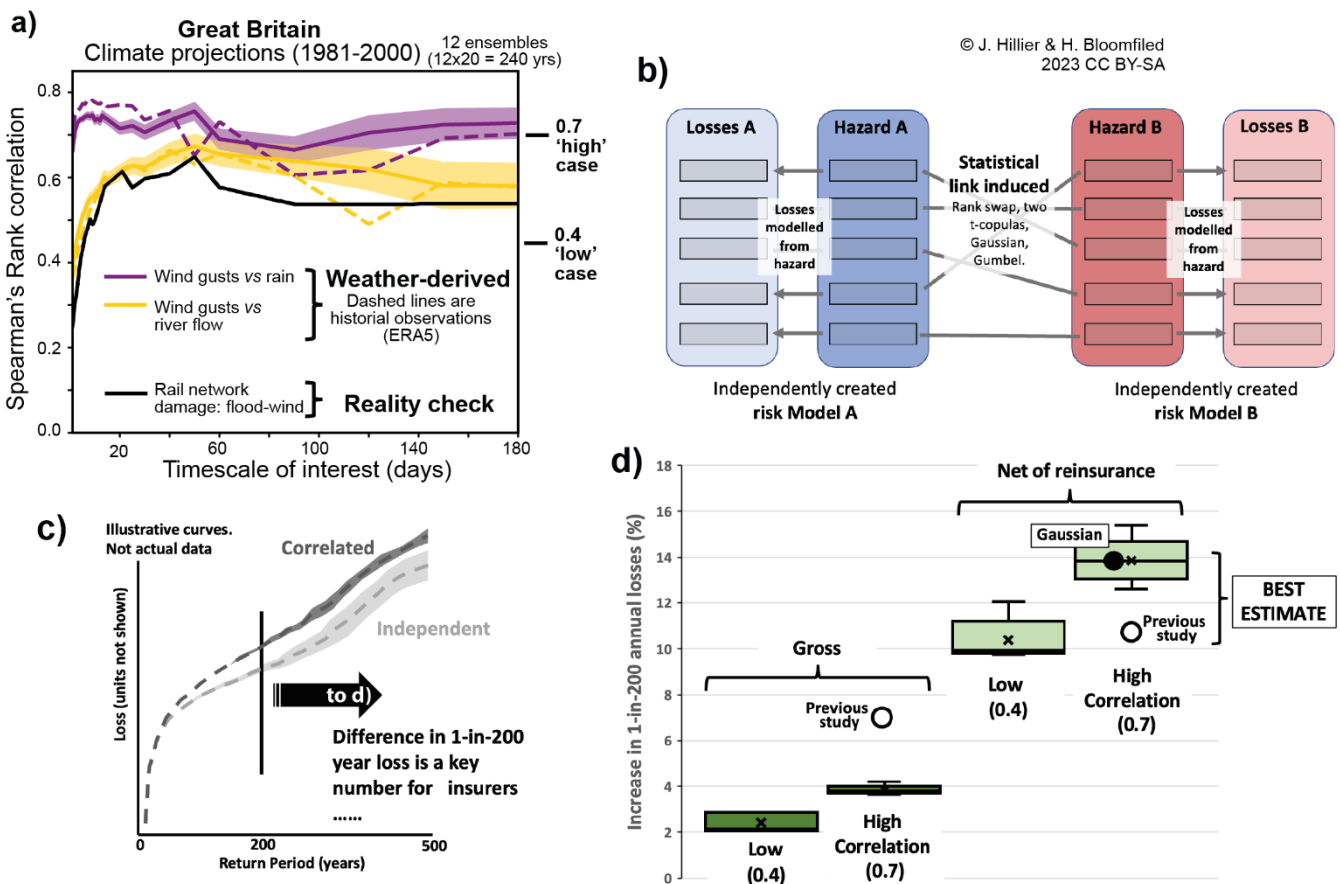 a)
Great Britain
Climate projections (1981-2000)
12 ensembles
(12x20 = 240 yrs)
0.8
0.6
0.4
0.2
0.0
Spearman's Rank correlation
20
60
100
140
180
Timescale of interest (days)
0.7
'high'
case
0.4
'low'
case
Wind gusts vs rain
Wind gusts vs
river flow
Weather-derived
Dashed lines are
historial observations
(ERA5)
Rail network
damage: flood-wind
Reality check
© J. Hillier & H. Bloomfiled
2023 CC BY-SA
b)
Losses A
Hazard A
Hazard B
Losses B
Losses
modelled
from
hazard
Statistical
link induced
Rank swap, two
t-copulas,
Gaussian,
Gumbel.
Losses
modelled
from
hazard
Independently created
risk Model A
Independently created
risk Model B
c)
Illustrative curves.
Not actual data
Correlated
Independent
Loss (units not shown)
to d)
Difference in 1-in-200
year loss is a key
number for insurers
......
0
200
500
Return Period (years)
d)
Increase in 1-in-200 annual losses (%)
18
16
14
12
10
8
6
4
2
0
Net of reinsurance
Gaussian
BEST
ESTIMATE
Previous
study
Gross
Previous
study
Low
(0.4)
High
Correlation
(0.7)
Low
(0.4)
High
Correlation
(0.7)